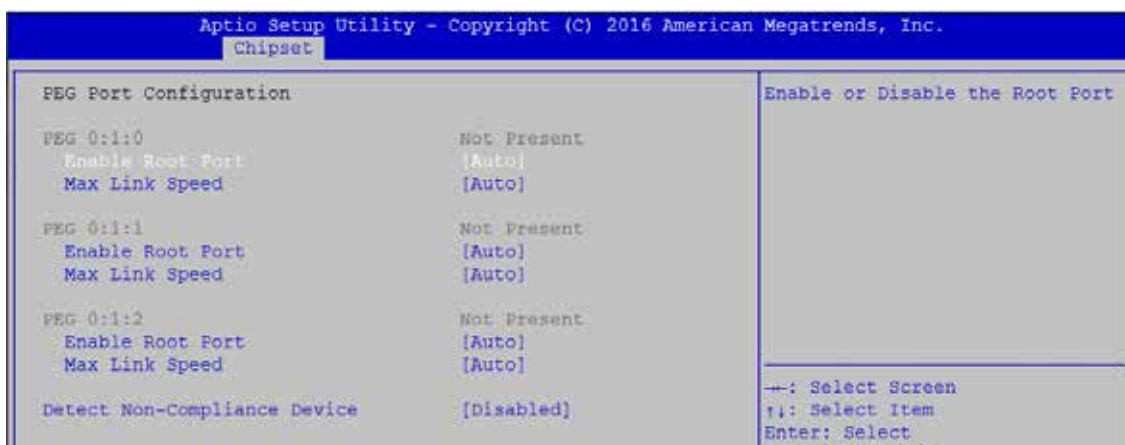 Aptio Setup Utility - Copyright (C) 2016 American Megatrends, Inc.
Chipset
PEG Port Configuration
PEG 0:1:0 Not Present
Enable Root Port [Auto]
Max Link Speed [Auto]
PEG 0:1:1 Not Present
Enable Root Port [Auto]
Max Link Speed [Auto]
PEG 0:1:2 Not Present
Enable Root Port [Auto]
Max Link Speed [Auto]
Detect Non-Compliance Device [Disabled]
Enable or Disable the Root Port
→←: Select Screen
↑↓: Select Item
Enter: Select